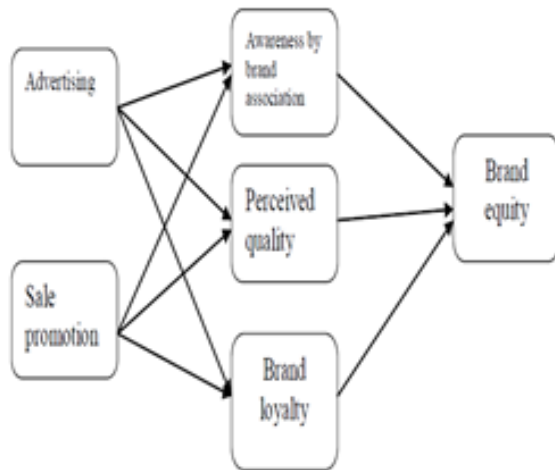 Advertising
Sale
promotion
Awareness by
brand
association
Perceived
quality
Brand
loyalty
Brand
equity